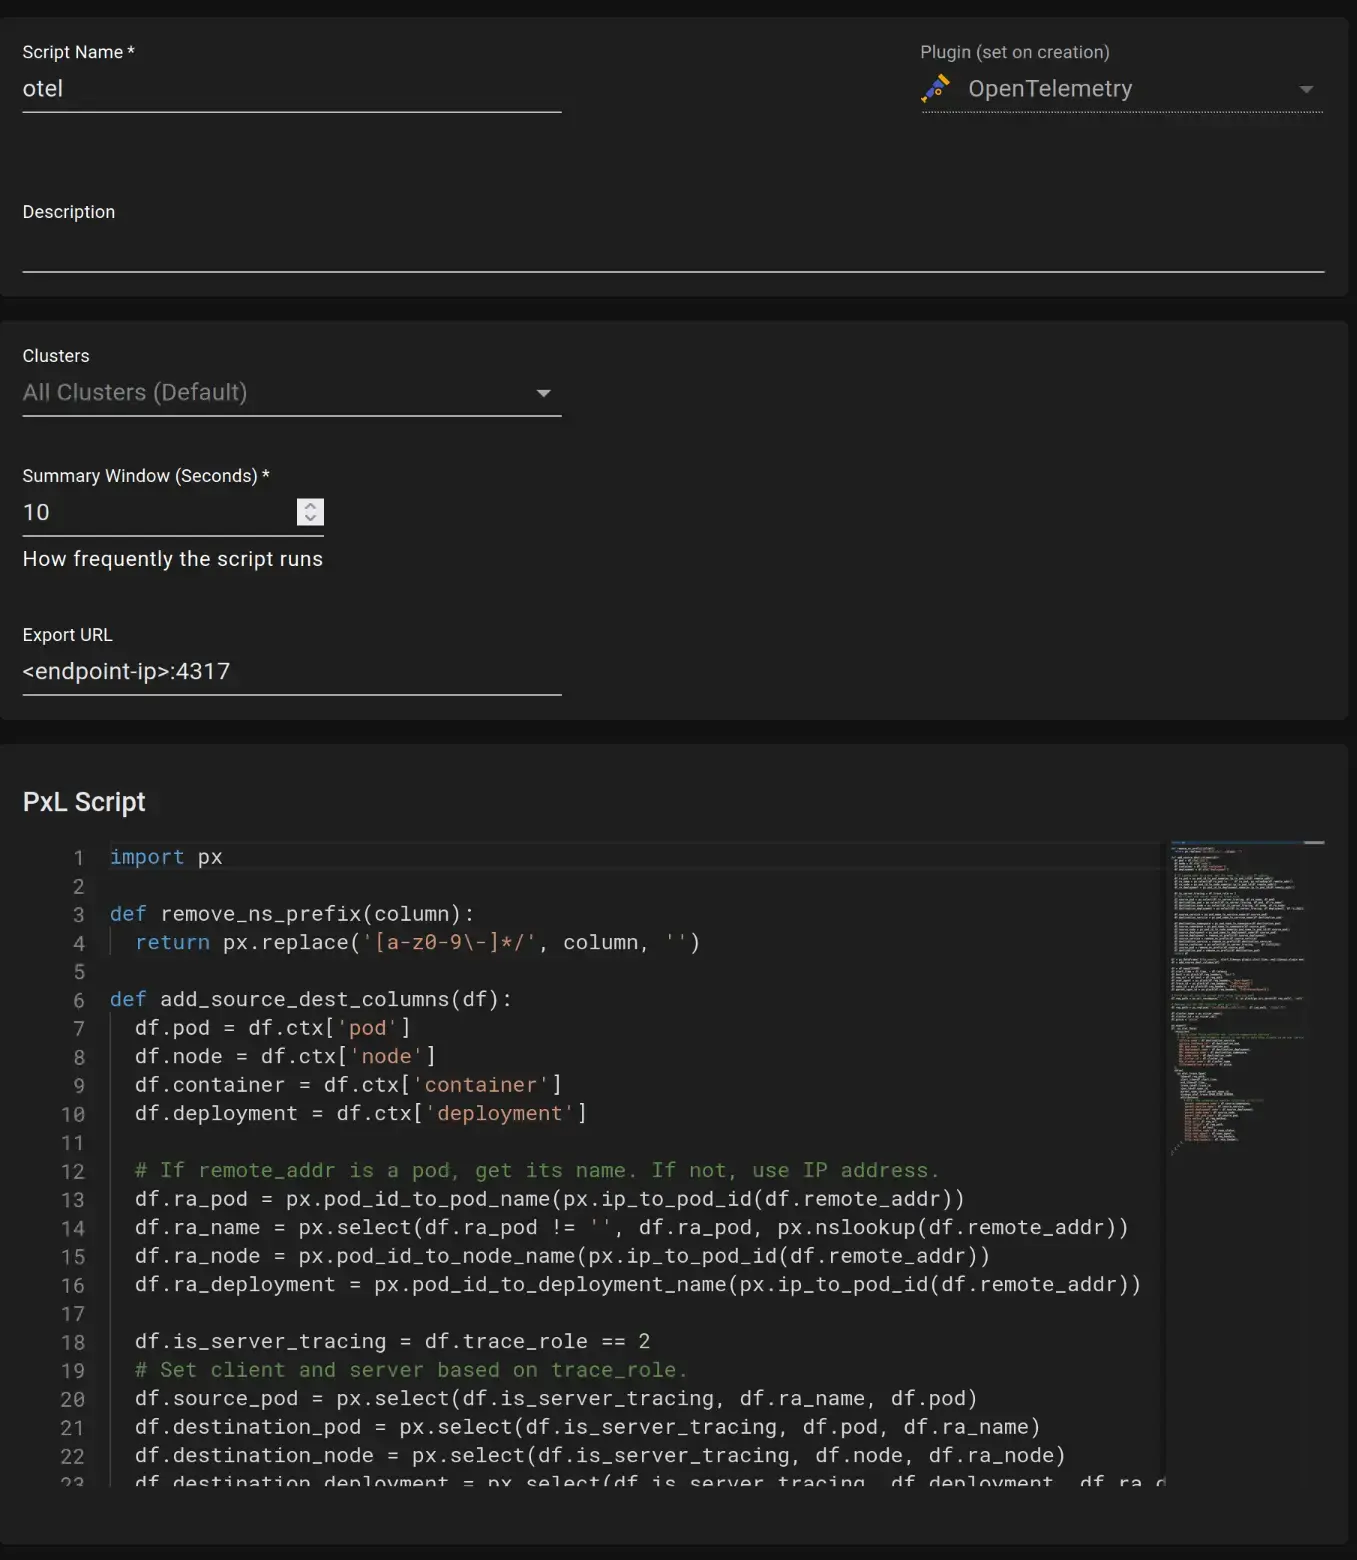 Script Name *
Plugin (set on creation)
otel
OpenTelemetry
Description
Clusters
All Clusters (Default)
Summary Window (Seconds) *
10
How frequently the script runs
Export URL
<endpoint-ip>:4317
PxL Script
1 import px
2
3 def remove_ns_prefix(column):
4   return px.replace('[a-z0-9\-]*/', column, '')
5
6 def add_source_dest_columns(df):
7   df.pod = df.ctx['pod']
8   df.node = df.ctx['node']
9   df.container = df.ctx['container']
10   df.deployment = df.ctx['deployment']
11
12   # If remote_addr is a pod, get its name. If not, use IP address.
13   df.ra_pod = px.pod_id_to_pod_name(px.ip_to_pod_id(df.remote_addr))
14   df.ra_name = px.select(df.ra_pod != '', df.ra_pod, px.nslookup(df.remote_addr))
15   df.ra_node = px.pod_id_to_node_name(px.ip_to_pod_id(df.remote_addr))
16   df.ra_deployment = px.pod_id_to_deployment_name(px.ip_to_pod_id(df.remote_addr))
17
18   df.is_server_tracing = df.trace_role == 2
19   # Set client and server based on trace_role.
20   df.source_pod = px.select(df.is_server_tracing, df.ra_name, df.pod)
21   df.destination_pod = px.select(df.is_server_tracing, df.pod, df.ra_name)
22   df.destination_node = px.select(df.is_server_tracing, df.node, df.ra_node)
23   df.destination_deployment = px.select(df.is_server_tracing, df.deployment, df.ra_d